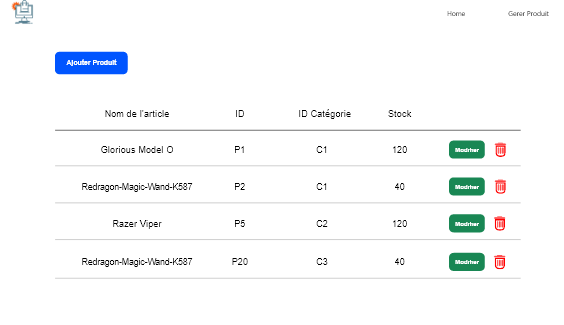 Home Gerer Produit
Ajouter Produit
Nom de l'article ID ID Catégorie Stock
Glorious Model O P1 C1 120 Modifier
Redragon-Magic-Wand-K587 P2 C1 40 Modifier
Razer Viper P5 C2 120 Modifier
Redragon-Magic-Wand-K587 P20 C3 40 Modifier